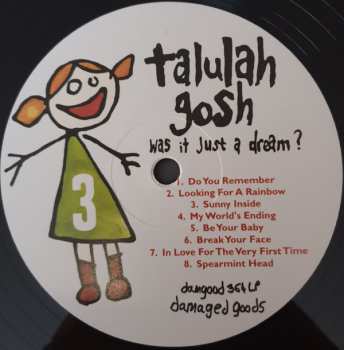 talulah
gosh
was it just a dream?
3
1. Do You Remember
2. Looking For A Rainbow
3. Sunny Inside
4. My World's Ending
5. Be Your Baby
6. Break Your Face
7. In Love For The Very First Time
8. Spearmint Head
damgood 364 LP
damaged goods